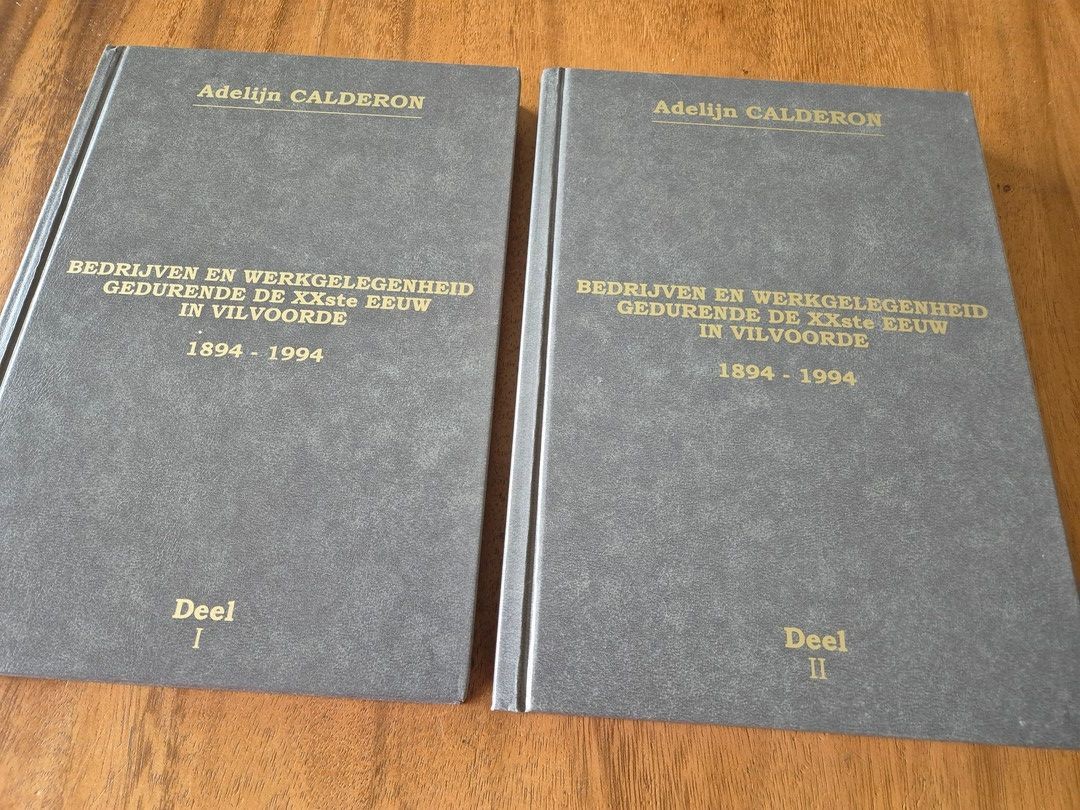 Adelijn CALDERON
BEDRIJVEN EN WERKGELEGENHEID
GEDURENDE DE XXste EEUW
IN VILVOORDE
1894 - 1994
Deel
I
Adelijn CALDERON
BEDRIJVEN EN WERKGELEGENHEID
GEDURENDE DE XXste EEUW
IN VILVOORDE
1894 - 1994
Deel
II